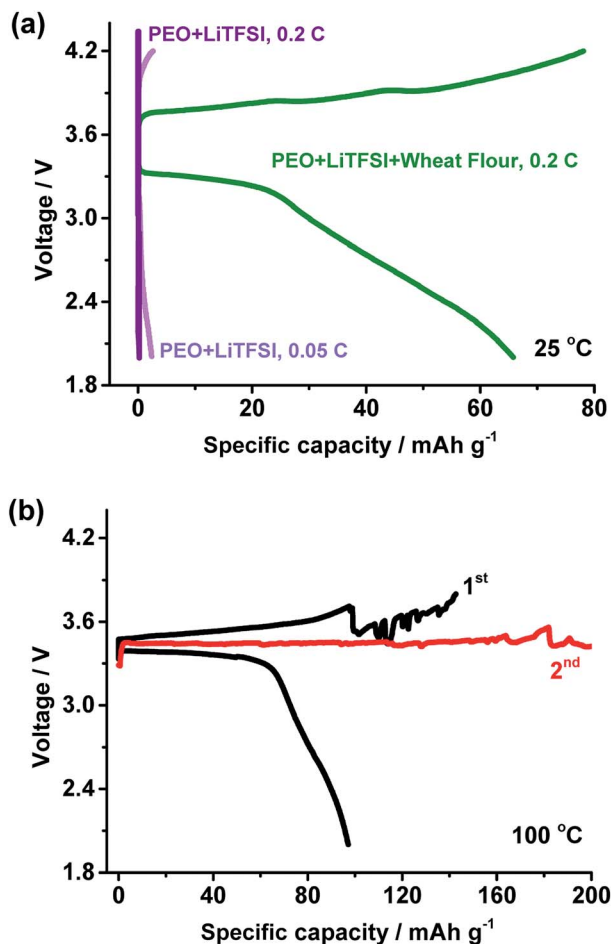 (a)
PEO+LiTFSI, 0.2 C
4.2
3.6
PEO+LiTFSI+Wheat Flour, 0.2 C
3.0
Voltage / V
2.4
PEO+LiTFSI, 0.05 C
25 °C
1.8
0 20 40 60 80
Specific capacity / mAh g⁻¹
(b)
4.2
1st
3.6
2nd
Voltage / V
3.0
2.4
100 °C
1.8
0 40 80 120 160 200
Specific capacity / mAh g⁻¹